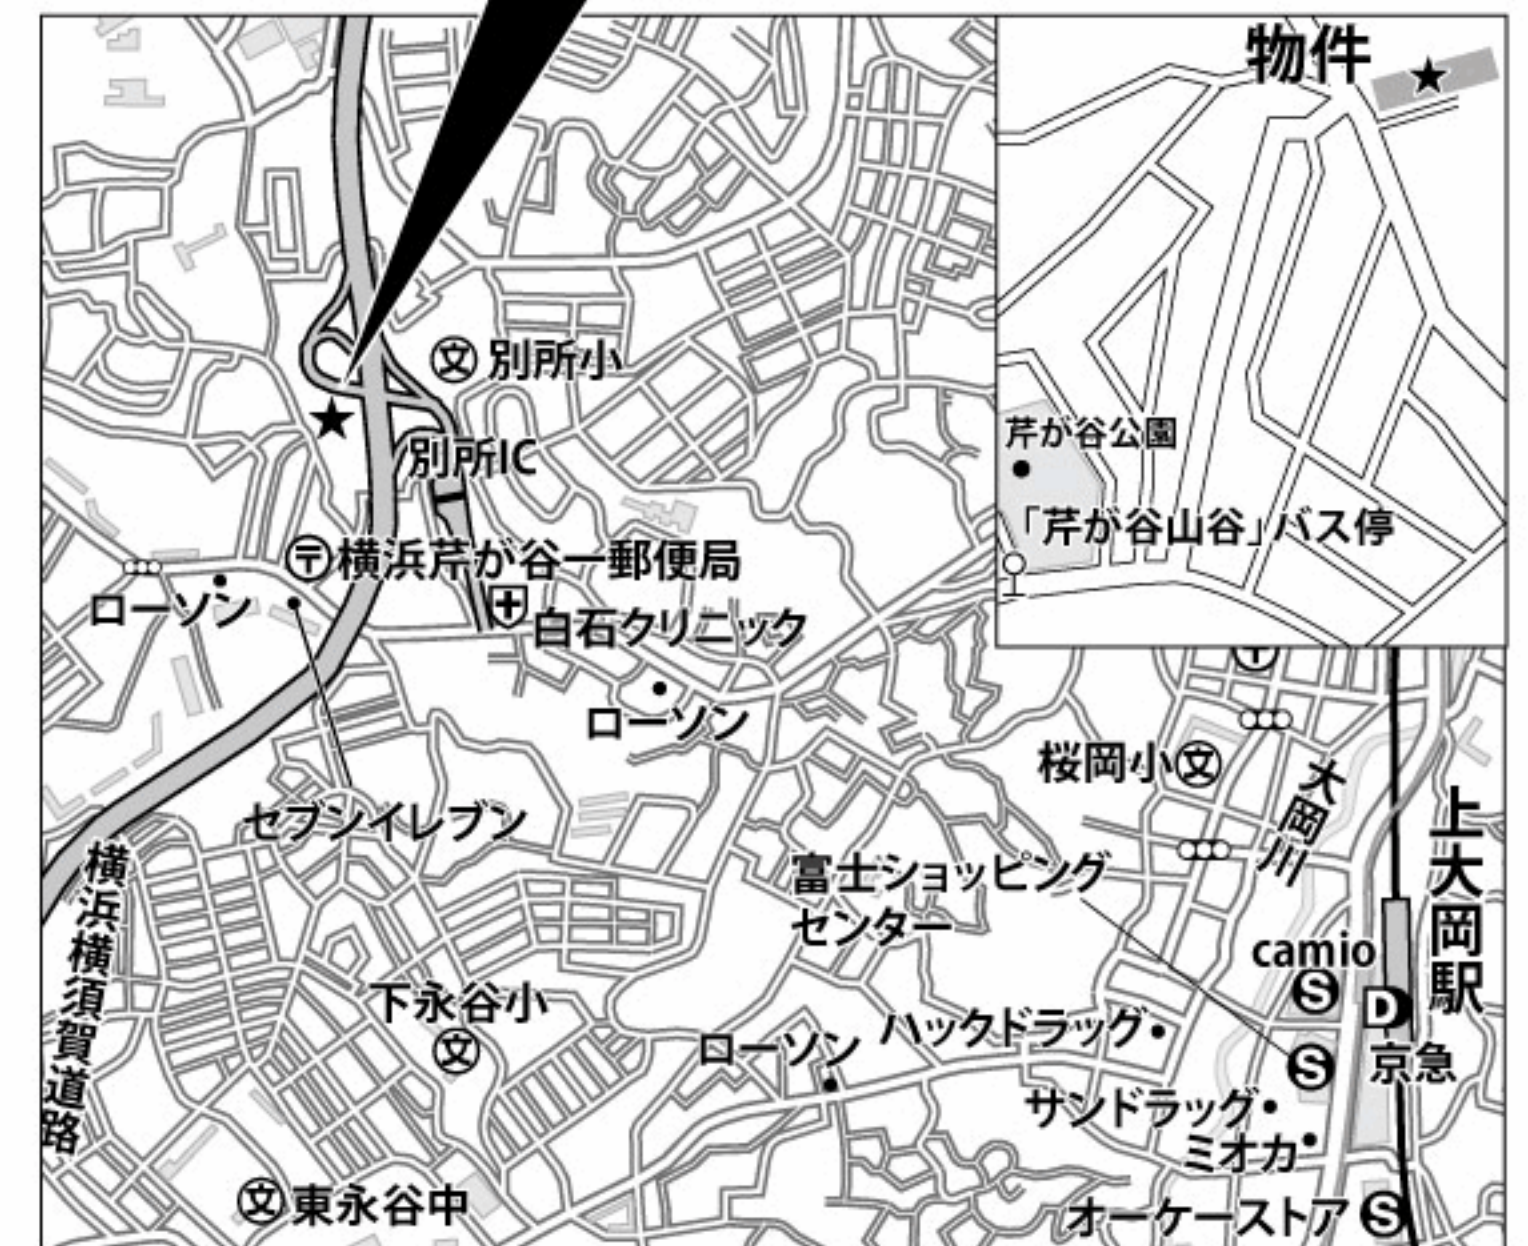 物件
★
芹が谷公園
「芹が谷山谷」バス停
文 別所小
★
別所IC
〒横浜芹が谷一郵便局
ローソン
白石クリニック
ローソン
桜岡小文
大岡川
セブンイレブン
上大岡駅
横浜横須賀道路
富士ショッピング
センター
camio
S
D
下永谷小
文
ハックドラッグ
ローソン
S
京急
サンドラッグ
ミオカ
文東永谷中
オーケーストア S